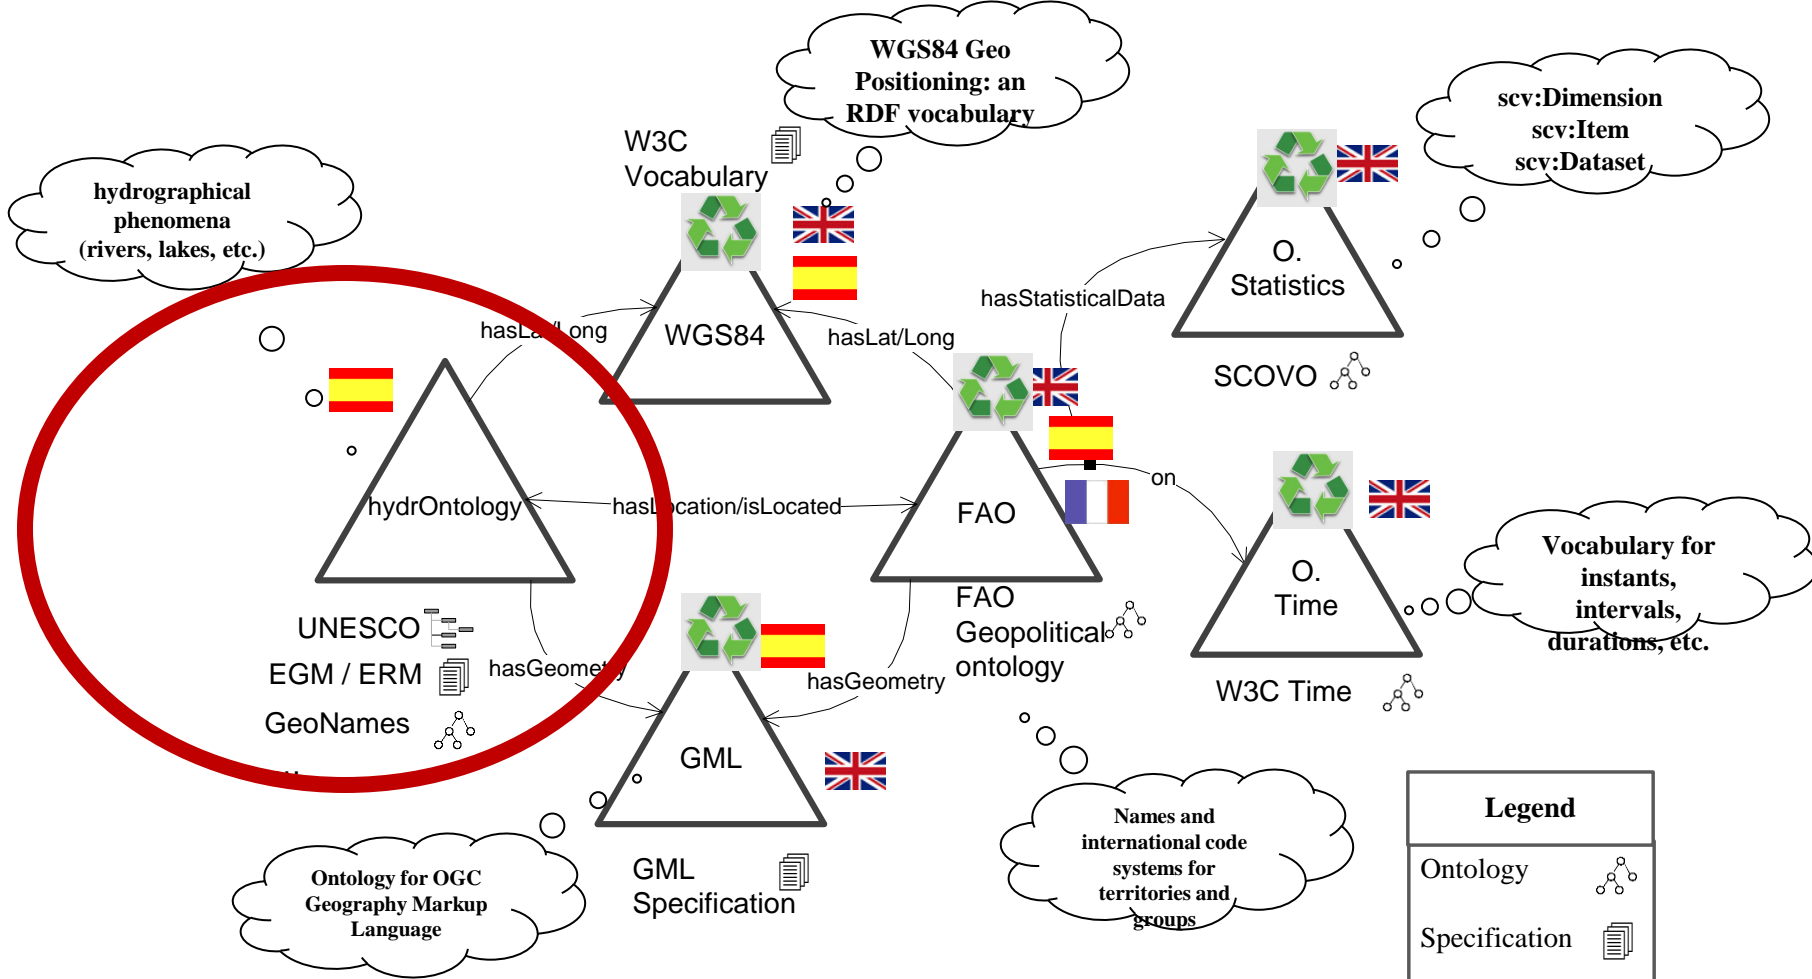 WGS84 Geo
Positioning: an
RDF vocabulary
scv:Dimension
scv:Item
scv:Dataset
W3C
Vocabulary
hydrographical
phenomena
(rivers, lakes, etc.)
O.
Statistics
hasStatisticalData
hasLat/Long
WGS84
hasLat/Long
SCOVO
hydrOntology
hasLocation/isLocated
FAO
on
O.
Time
Vocabulary for
instants,
intervals,
durations, etc.
FAO
Geopolitical
ontology
UNESCO
EGM / ERM
GeoNames
hasGeometry
hasGeometry
W3C Time
GML
GML
Specification
Ontology for OGC
Geography Markup
Language
Names and
international code
systems for
territories and
groups
Legend
Ontology
Specification